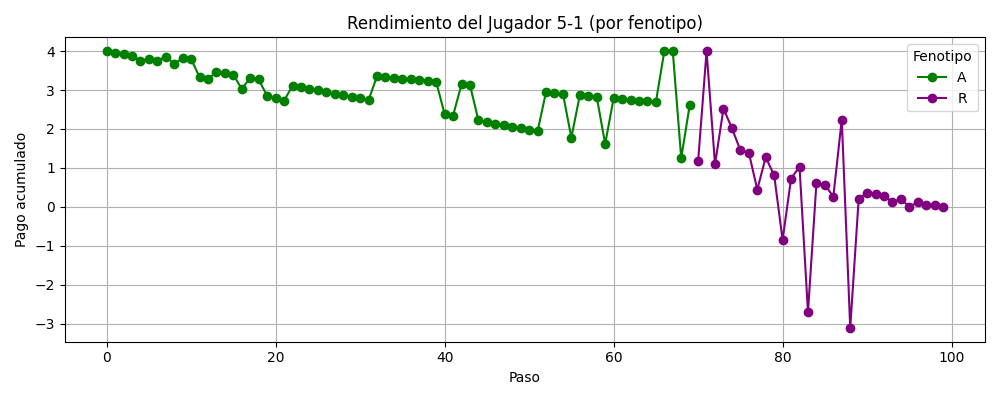 Rendimiento del Jugador 5-1 (por fenotipo)
Pago acumulado
4
3
2
1
0
−1
−2
−3
0
20
40
60
80
100
Paso
Fenotipo
A
R